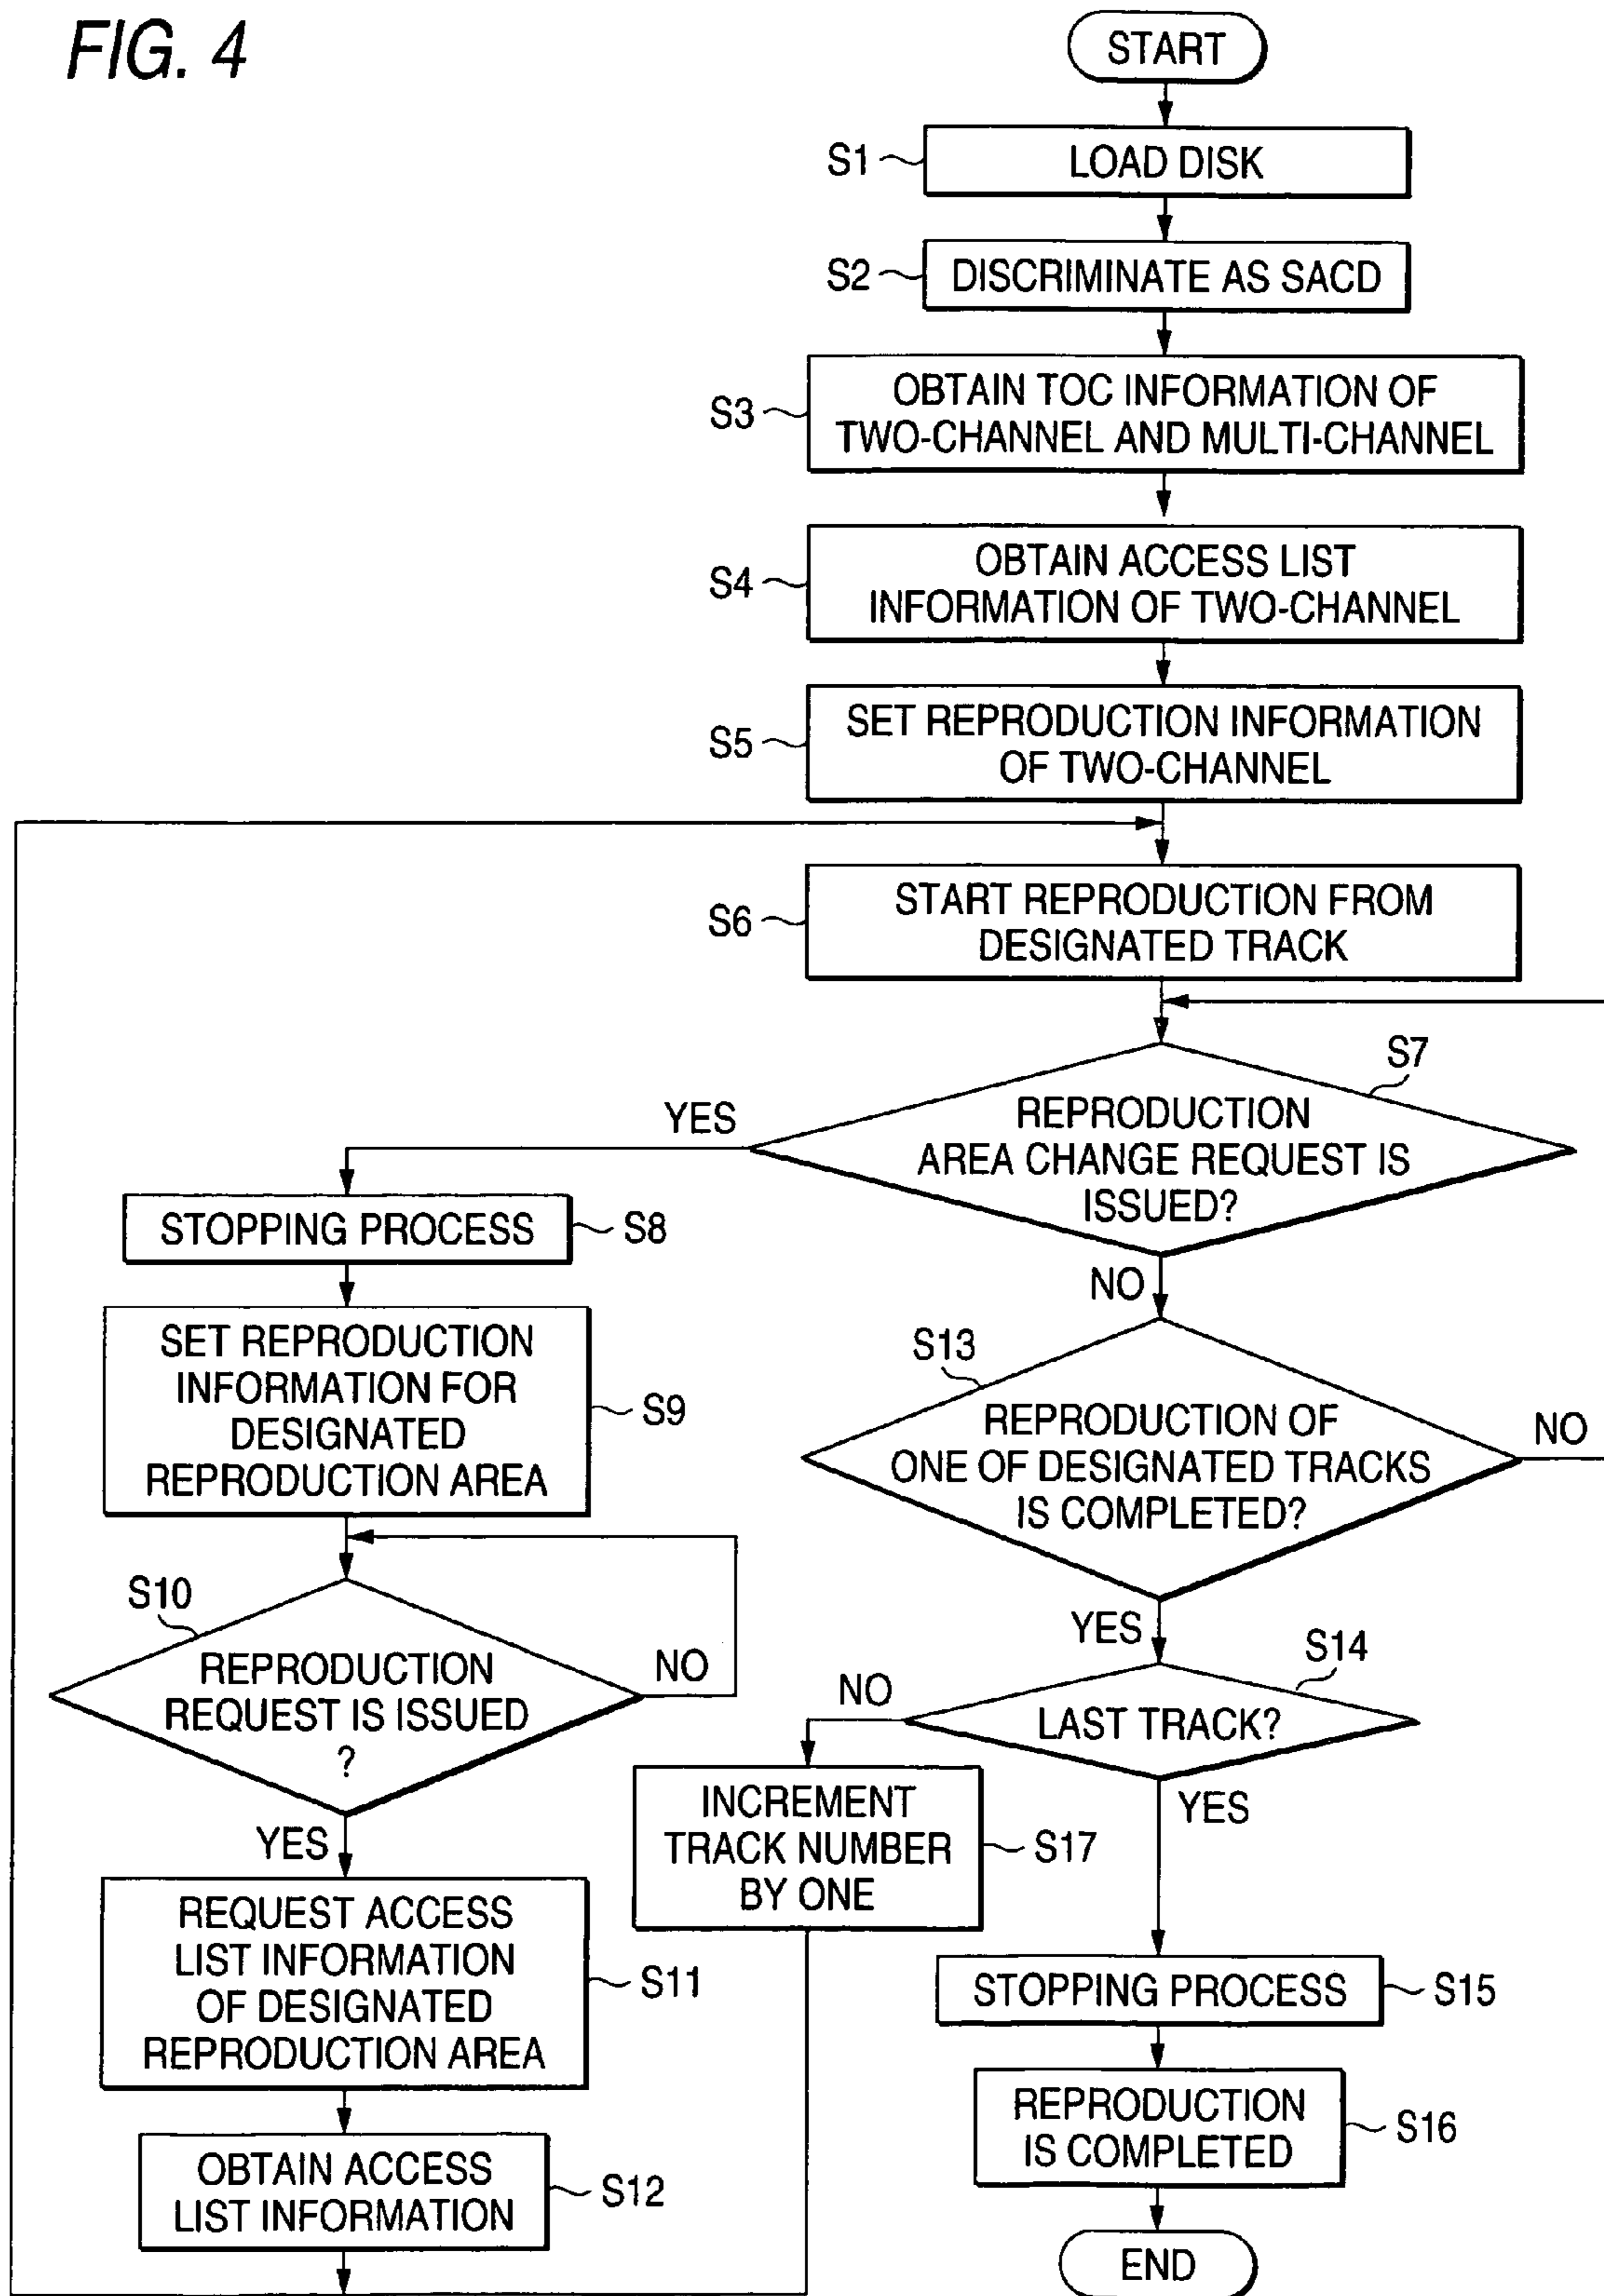 FIG. 4
START
S1
LOAD DISK
S2
DISCRIMINATE AS SACD
S3
OBTAIN TOC INFORMATION OF
TWO-CHANNEL AND MULTI-CHANNEL
S4
OBTAIN ACCESS LIST
INFORMATION OF TWO-CHANNEL
S5
SET REPRODUCTION INFORMATION
OF TWO-CHANNEL
S6
START REPRODUCTION FROM
DESIGNATED TRACK
S7
REPRODUCTION
AREA CHANGE REQUEST IS
ISSUED?
YES
NO
STOPPING PROCESS
S8
SET REPRODUCTION
INFORMATION FOR
DESIGNATED
REPRODUCTION AREA
S9
S10
REPRODUCTION
REQUEST IS ISSUED
?
NO
YES
REQUEST ACCESS
LIST INFORMATION
OF DESIGNATED
REPRODUCTION AREA
S11
OBTAIN ACCESS
LIST INFORMATION
S12
S13
REPRODUCTION OF
ONE OF DESIGNATED TRACKS
IS COMPLETED?
NO
YES
S14
LAST TRACK?
NO
YES
INCREMENT
TRACK NUMBER
BY ONE
S17
STOPPING PROCESS
S15
REPRODUCTION
IS COMPLETED
S16
END